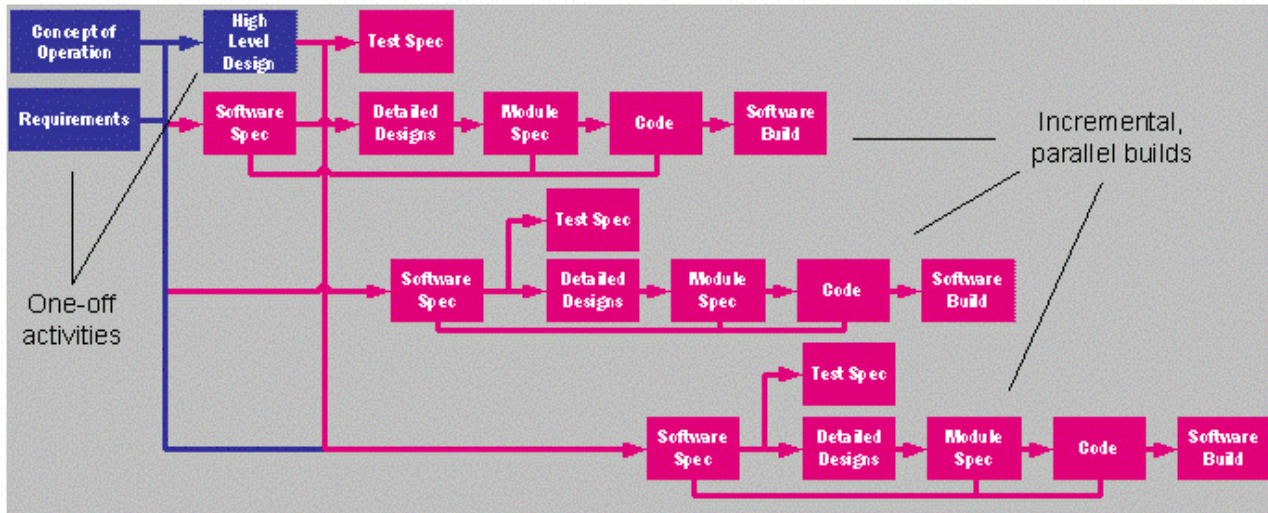 Concept of
Operation
High
Level
Design
Test Spec
Requirements
Software
Spec
Detailed
Designs
Module
Spec
Code
Software
Build
Incremental,
parallel builds
Test Spec
Software
Spec
Detailed
Designs
Module
Spec
Code
Software
Build
One-off
activities
Test Spec
Software
Spec
Detailed
Designs
Module
Spec
Code
Software
Build